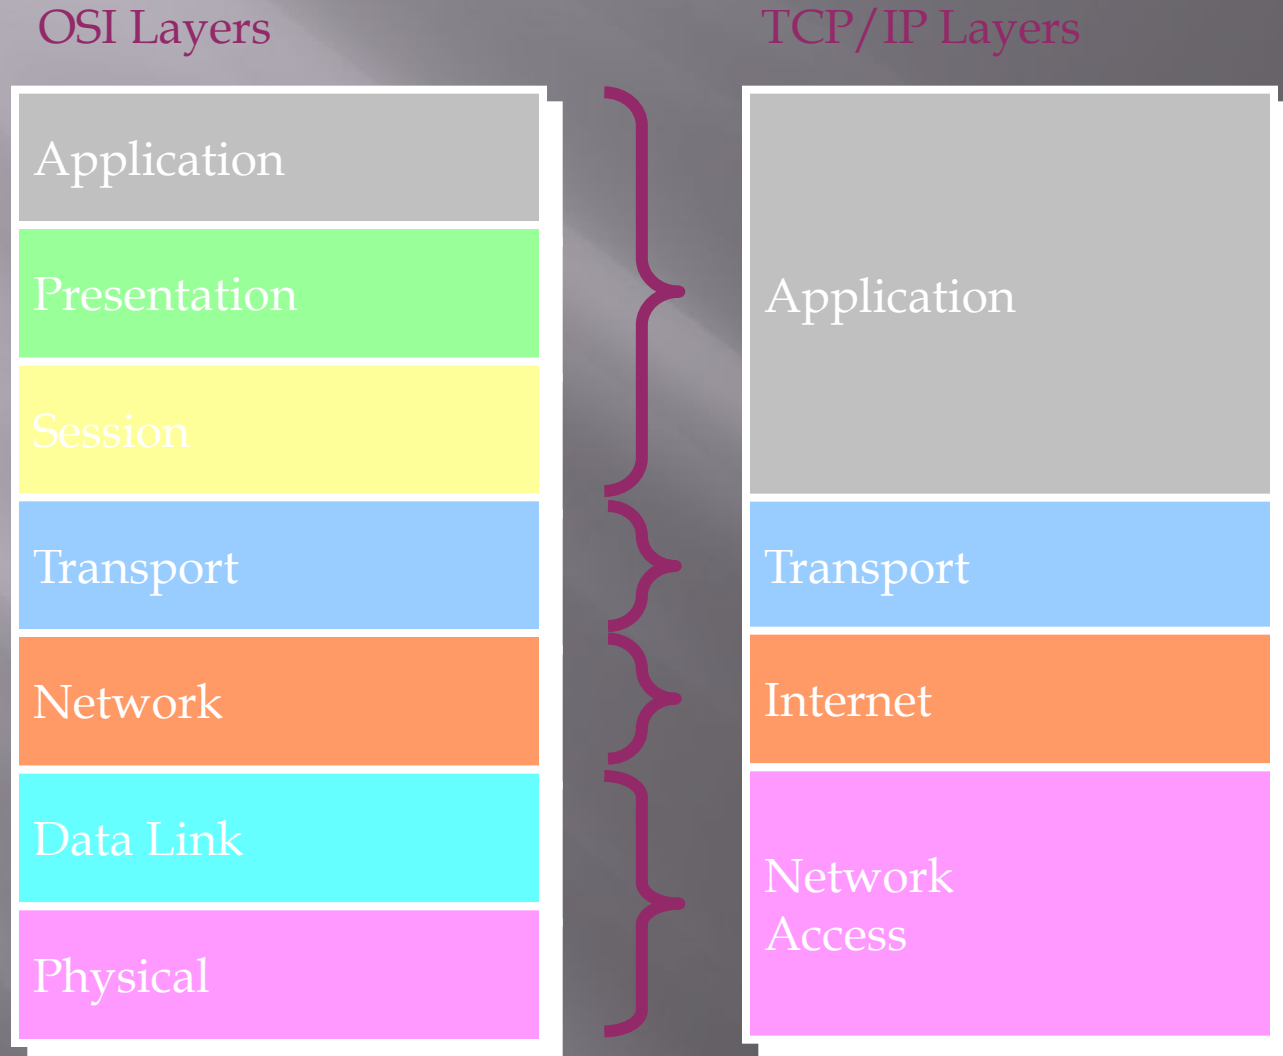 OSI Layers
TCP/IP Layers
Application
Presentation
Session
Transport
Network
Data Link
Physical
Application
Transport
Internet
Network
Access